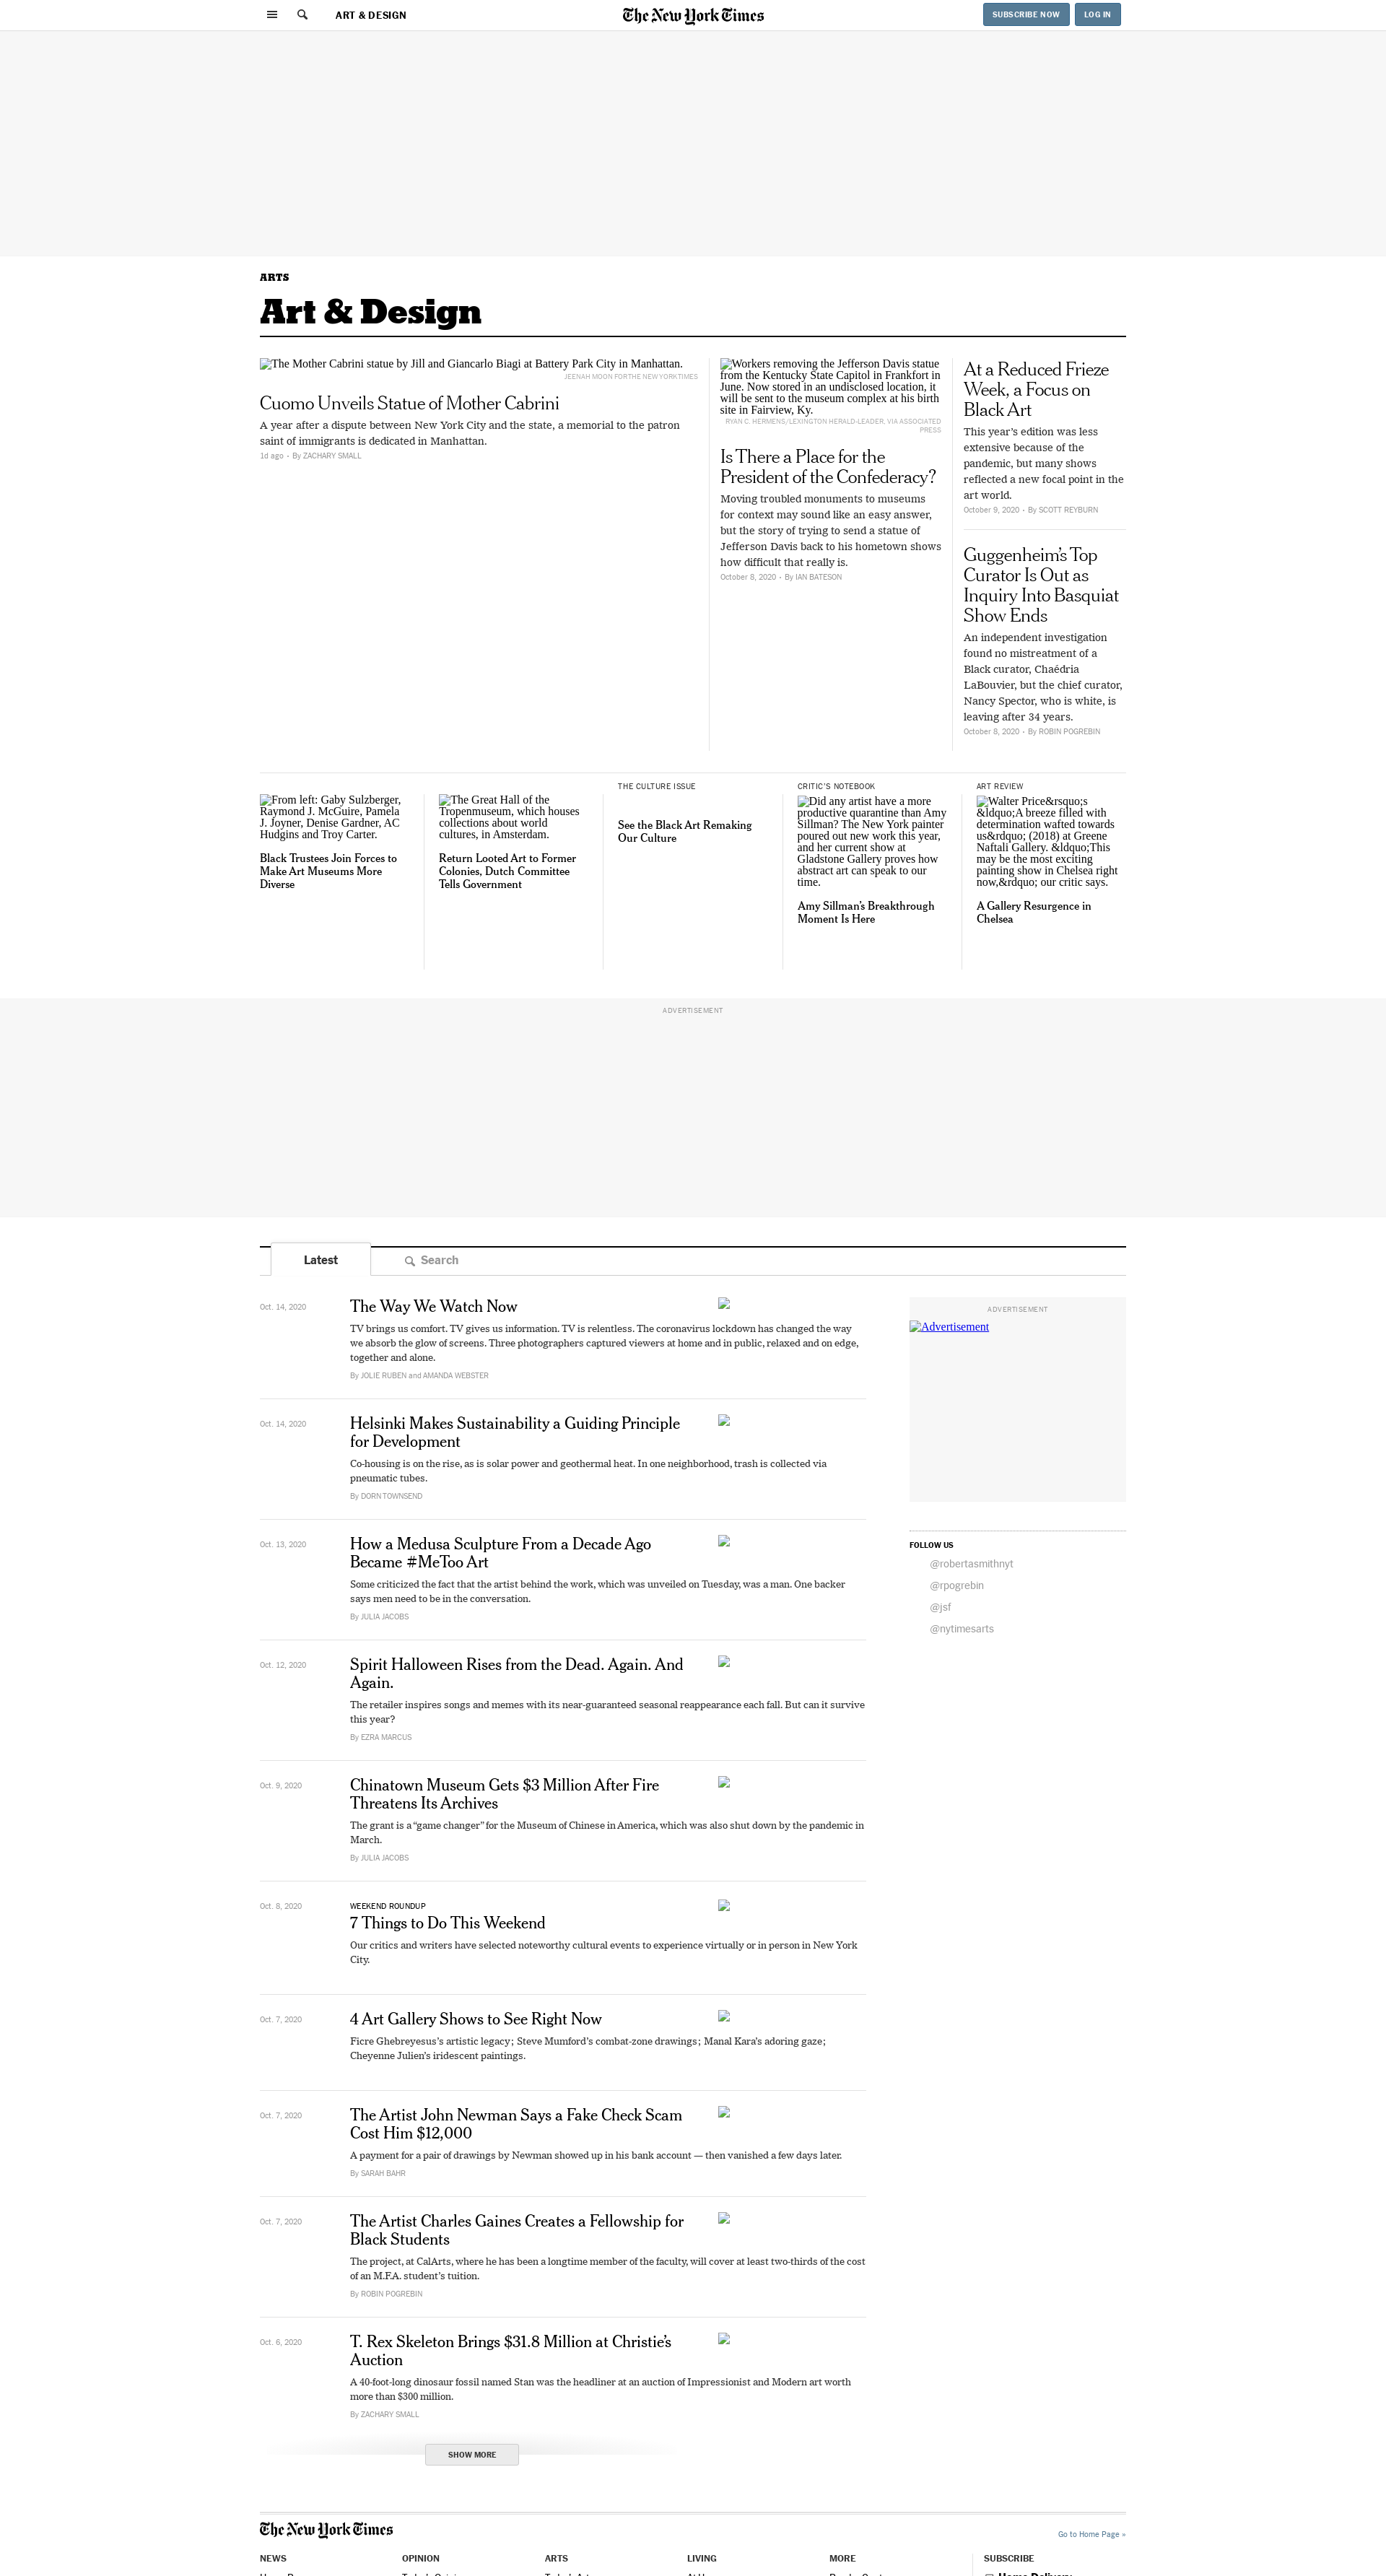 ART & DESIGN
The New York Times
SUBSCRIBE NOW
LOG IN
ARTS
Art & Design
The Mother Cabrini statue by Jill and Giancarlo Biagi at Battery Park City in Manhattan.
JEENAH MOON FOR THE NEW YORK TIMES
Cuomo Unveils Statue of Mother Cabrini
A year after a dispute between New York City and the state, a memorial to the patron
saint of immigrants is dedicated in Manhattan.
1d ago • By ZACHARY SMALL
Workers removing the Jefferson Davis statue
from the Kentucky State Capitol in Frankfort in
June. Now stored in an undisclosed location, it
will be sent to the museum complex at his birth
site in Fairview, Ky.
RYAN C. HERMENS/LEXINGTON HERALD-LEADER, VIA ASSOCIATED
PRESS
Is There a Place for the
President of the Confederacy?
Moving troubled monuments to museums
for context may sound like an easy answer,
but the story of trying to send a statue of
Jefferson Davis back to his hometown shows
how difficult that really is.
October 8, 2020 • By IAN BATESON
At a Reduced Frieze
Week, a Focus on
Black Art
This year’s edition was less
extensive because of the
pandemic, but many shows
reflected a new focal point in the
art world.
October 9, 2020 • By SCOTT REYBURN
Guggenheim’s Top
Curator Is Out as
Inquiry Into Basquiat
Show Ends
An independent investigation
found no mistreatment of a
Black curator, Chaédria
LaBouvier, but the chief curator,
Nancy Spector, who is white, is
leaving after 34 years.
October 8, 2020 • By ROBIN POGREBIN
From left: Gaby Sulzberger,
Raymond J. McGuire, Pamela
J. Joyner, Denise Gardner, AC
Hudgins and Troy Carter.
Black Trustees Join Forces to
Make Art Museums More
Diverse
The Great Hall of the
Tropenmuseum, which houses
collections about world
cultures, in Amsterdam.
Return Looted Art to Former
Colonies, Dutch Committee
Tells Government
THE CULTURE ISSUE
See the Black Art Remaking
Our Culture
CRITIC’S NOTEBOOK
Did any artist have a more
productive quarantine than Amy
Sillman? The New York painter
poured out new work this year,
and her current show at
Gladstone Gallery proves how
abstract art can speak to our
time.
Amy Sillman’s Breakthrough
Moment Is Here
ART REVIEW
Walter Price&rsquo;s
&ldquo;A breeze filled with
determination wafted towards
us&rdquo; (2018) at Greene
Naftali Gallery. &ldquo;This
may be the most exciting
painting show in Chelsea right
now,&rdquo; our critic says.
A Gallery Resurgence in
Chelsea
ADVERTISEMENT
Latest
Search
Oct. 14, 2020
The Way We Watch Now
TV brings us comfort. TV gives us information. TV is relentless. The coronavirus lockdown has changed the way
we absorb the glow of screens. Three photographers captured viewers at home and in public, relaxed and on edge,
together and alone.
By JOLIE RUBEN and AMANDA WEBSTER
Oct. 14, 2020
Helsinki Makes Sustainability a Guiding Principle
for Development
Co-housing is on the rise, as is solar power and geothermal heat. In one neighborhood, trash is collected via
pneumatic tubes.
By DORN TOWNSEND
Oct. 13, 2020
How a Medusa Sculpture From a Decade Ago
Became #MeToo Art
Some criticized the fact that the artist behind the work, which was unveiled on Tuesday, was a man. One backer
says men need to be in the conversation.
By JULIA JACOBS
Oct. 12, 2020
Spirit Halloween Rises from the Dead. Again. And
Again.
The retailer inspires songs and memes with its near-guaranteed seasonal reappearance each fall. But can it survive
this year?
By EZRA MARCUS
Oct. 9, 2020
Chinatown Museum Gets $3 Million After Fire
Threatens Its Archives
The grant is a “game changer” for the Museum of Chinese in America, which was also shut down by the pandemic in
March.
By JULIA JACOBS
Oct. 8, 2020
WEEKEND ROUNDUP
7 Things to Do This Weekend
Our critics and writers have selected noteworthy cultural events to experience virtually or in person in New York
City.
Oct. 7, 2020
4 Art Gallery Shows to See Right Now
Ficre Ghebreyesus’s artistic legacy; Steve Mumford’s combat-zone drawings; Manal Kara’s adoring gaze;
Cheyenne Julien’s iridescent paintings.
Oct. 7, 2020
The Artist John Newman Says a Fake Check Scam
Cost Him $12,000
A payment for a pair of drawings by Newman showed up in his bank account — then vanished a few days later.
By SARAH BAHR
Oct. 7, 2020
The Artist Charles Gaines Creates a Fellowship for
Black Students
The project, at CalArts, where he has been a longtime member of the faculty, will cover at least two-thirds of the cost
of an M.F.A. student’s tuition.
By ROBIN POGREBIN
Oct. 6, 2020
T. Rex Skeleton Brings $31.8 Million at Christie’s
Auction
A 40-foot-long dinosaur fossil named Stan was the headliner at an auction of Impressionist and Modern art worth
more than $300 million.
By ZACHARY SMALL
SHOW MORE
ADVERTISEMENT
Advertisement
FOLLOW US
@robertasmithnyt
@rpogrebin
@jsf
@nytimesarts
The New York Times
Go to Home Page »
NEWS
OPINION
ARTS
LIVING
MORE
SUBSCRIBE